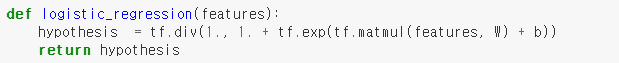 def logistic_regression(features):
    hypothesis  = tf.div(1., 1. + tf.exp(tf.matmul(features, W) + b))
    return hypothesis